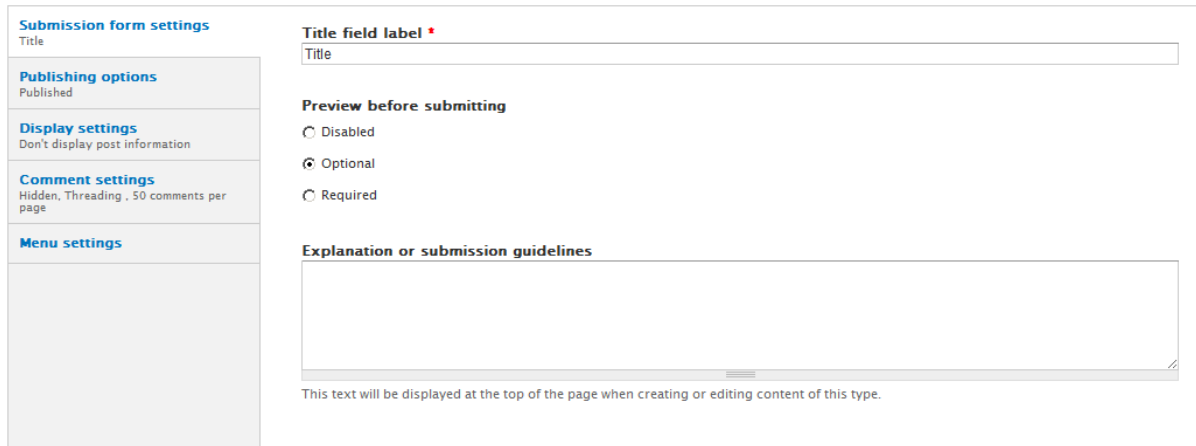 Submission form settings
Title
Publishing options
Published
Display settings
Don't display post information
Comment settings
Hidden, Threading , 50 comments per
page
Menu settings
Title field label *
Title
Preview before submitting
Disabled
Optional
Required
Explanation or submission guidelines
This text will be displayed at the top of the page when creating or editing content of this type.